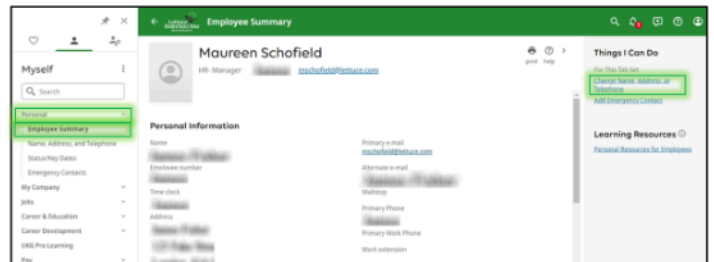 Lettuce
Entertain You
Employee Summary
Myself
Search
Personal
Employee Summary
Name, Address, and Telephone
Status/Key Dates
Emergency Contacts
My Company
Jobs
Career & Education
Career Development
UKG Pro Learning
Pay
Maureen Schofield
HR- Manager
mschofield@lettuce.com
print help
Personal Information
Name
Employee number
Time clock
Address
Primary e-mail
mschofield@lettuce.com
Alternate e-mail
Mailstop
Primary Phone
Primary Work Phone
Work extension
Things I Can Do
For This Tab Set
Change Name, Address, or
Telephone
Add Emergency Contact
Learning Resources
Personal Resources for Employees